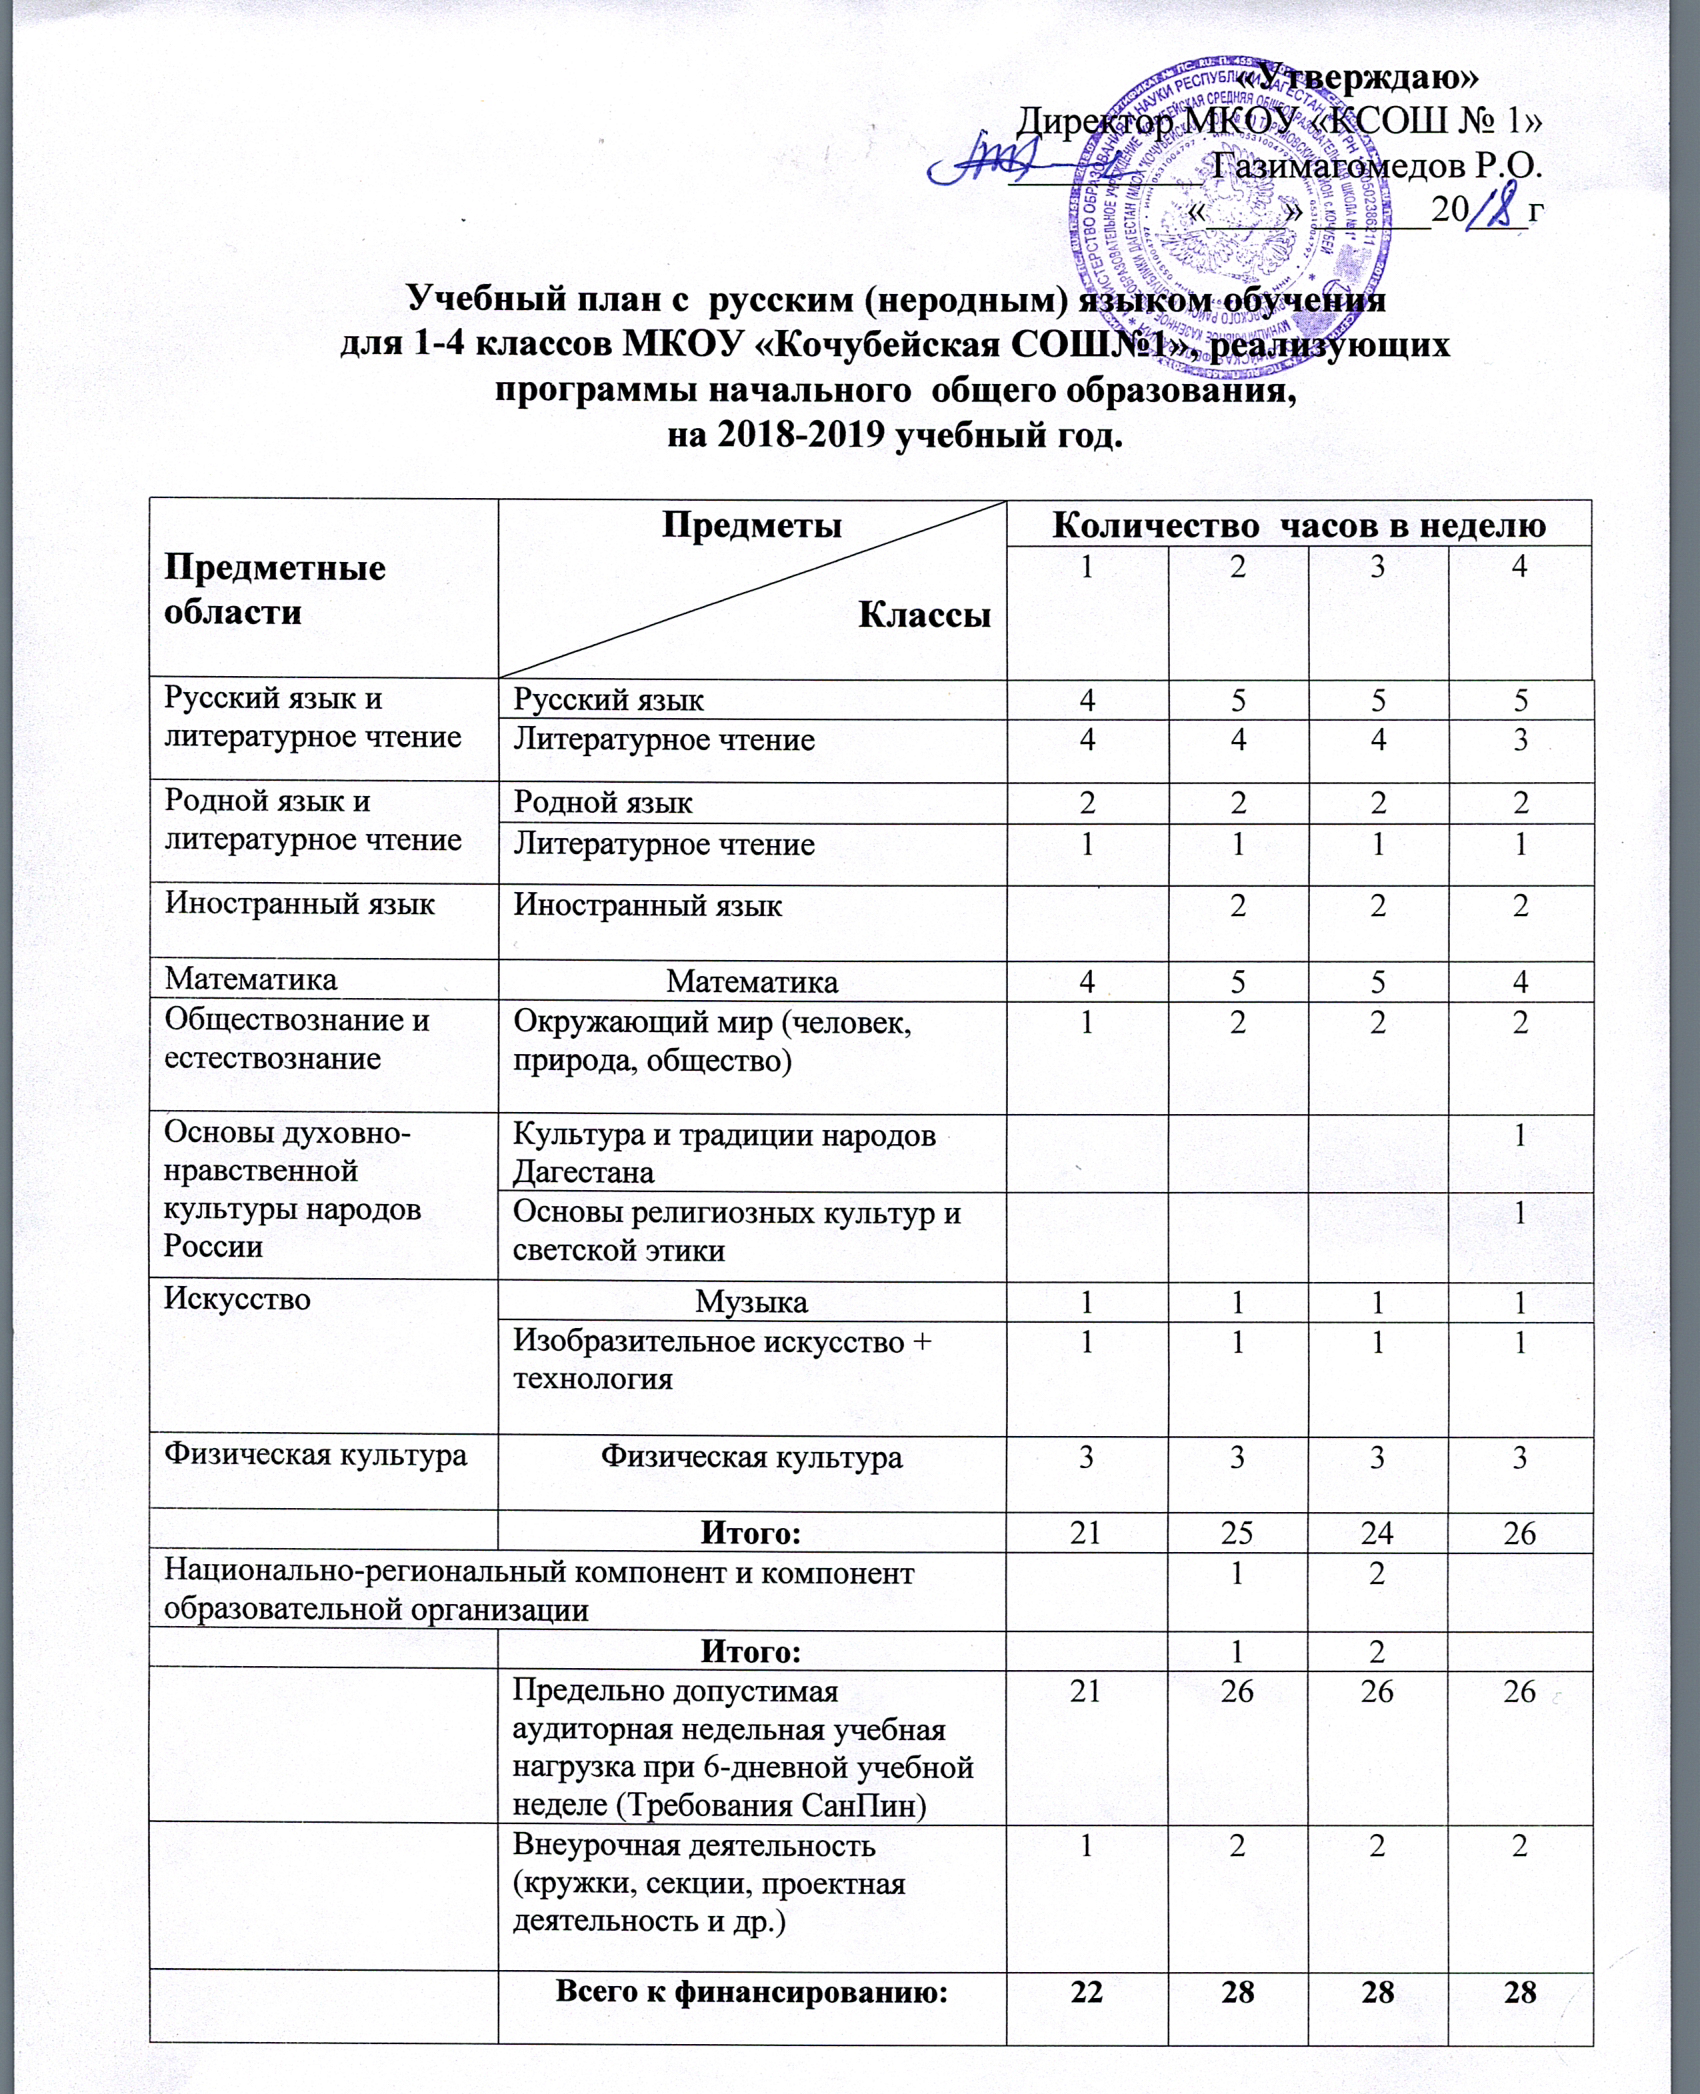 «Утверждаю»
Директор МКОУ «КСОШ № 1»
____________ Газимагомедов Р.О.
«____» ________2018 г
Учебный план с русским (неродным) языком обучения
для 1-4 классов МКОУ «Кочубейская СОШ№1», реализующих
программы начального общего образования,
на 2018-2019 учебный год.
Предметные
области
Предметы
Классы
Количество часов в неделю
1 2 3 4
Русский язык и
литературное чтение
Русский язык 4 5 5 5
Литературное чтение 4 4 4 3
Родной язык и
литературное чтение
Родной язык 2 2 2 2
Литературное чтение 1 1 1 1
Иностранный язык Иностранный язык 2 2 2
Математика Математика 4 5 5 4
Обществознание и
естествознание
Окружающий мир (человек, 1 2 2 2
природа, общество)
Основы духовно-
нравственной
культуры народов
России
Культура и традиции народов 1
Дагестана
Основы религиозных культур и 1
светской этики
Искусство
Музыка 1 1 1 1
Изобразительное искусство + 1 1 1 1
технология
Физическая культура Физическая культура 3 3 3 3
Итого: 21 25 24 26
Национально-региональный компонент и компонент 1 2
образовательной организации
Итого: 1 2
Предельно допустимая 21 26 26 26
аудиторная недельная учебная
нагрузка при 6-дневной учебной
неделе (Требования СанПин)
Внеурочная деятельность 1 2 2 2
(кружки, секции, проектная
деятельность и др.)
Всего к финансированию: 22 28 28 28